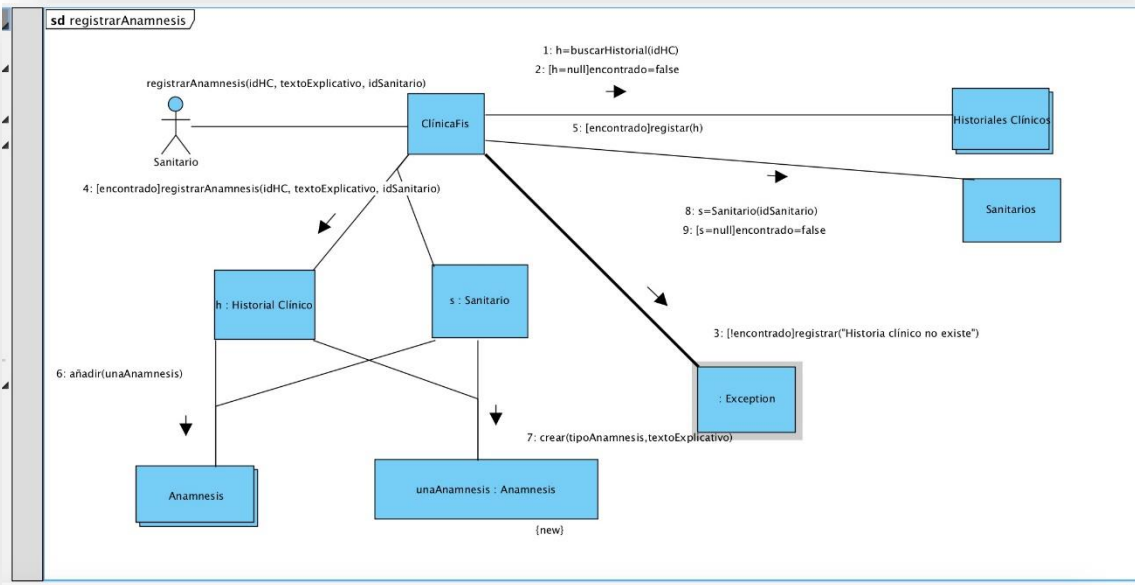 sd registrarAnamnesis
1: h=buscarHistorial(idHC)
2: [h=null]encontrado=false
registrarAnamnesis(idHC, textoExplicativo, idSanitario)
ClínicaFis
Historiales Clínicos
5: [encontrado]registar(h)
Sanitario
4: [encontrado]registrarAnamnesis(idHC, textoExplicativo, idSanitario)
8: s=Sanitario(idSanitario)
9: [s=null]encontrado=false
Sanitarios
h : Historial Clínico
s : Sanitario
3: [!encontrado]registrar("Historia clínico no existe")
6: añadir(unaAnamnesis)
: Exception
7: crear(tipoAnamnesis,textoExplicativo)
Anamnesis
unaAnamnesis : Anamnesis
{new}